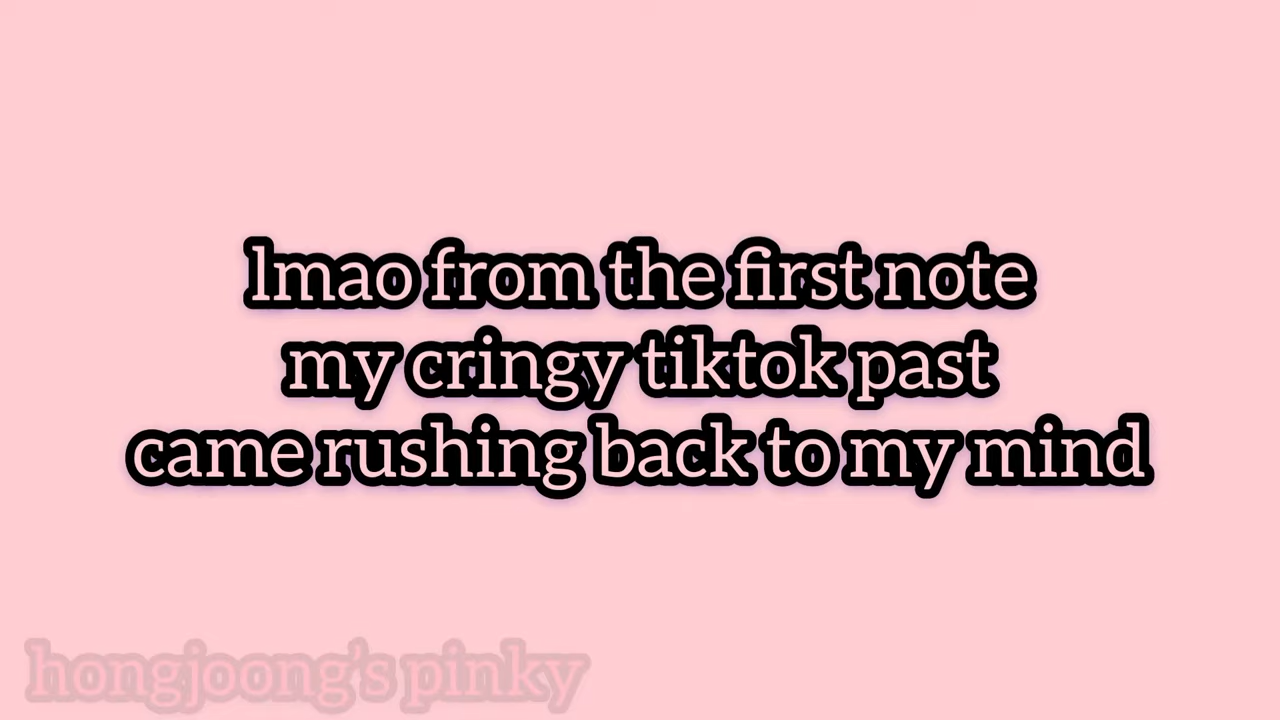 lmao from the first note
my cringy tiktok past
came rushing back to my mind
hongjoong's pinky